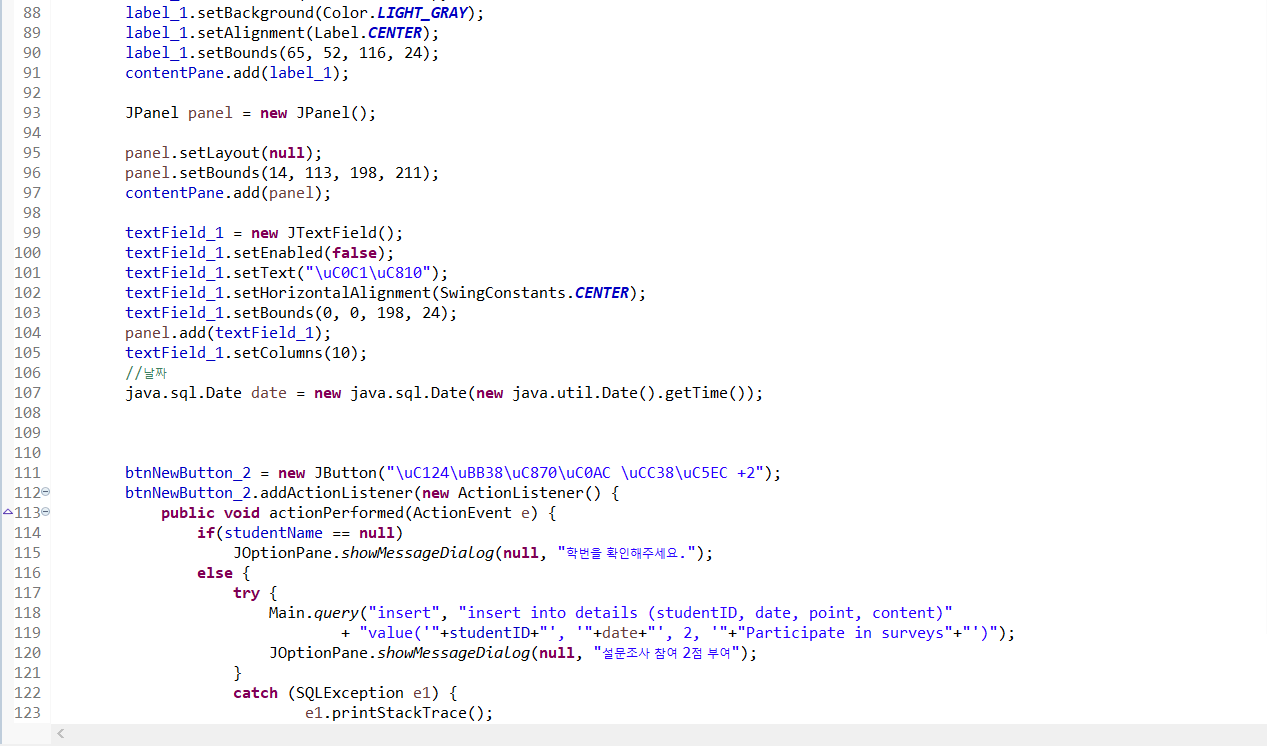 88 label_1.setBackground(Color.LIGHT_GRAY);
89 label_1.setAlignment(Label.CENTER);
90 label_1.setBounds(65, 52, 116, 24);
91 contentPane.add(label_1);
92
93 JPanel panel = new JPanel();
94
95 panel.setLayout(null);
96 panel.setBounds(14, 113, 198, 211);
97 contentPane.add(panel);
98
99 textField_1 = new JTextField();
100 textField_1.setEnabled(false);
101 textField_1.setText("\uC0C1\uC810");
102 textField_1.setHorizontalAlignment(SwingConstants.CENTER);
103 textField_1.setBounds(0, 0, 198, 24);
104 panel.add(textField_1);
105 textField_1.setColumns(10);
106 //날짜
107 java.sql.Date date = new java.sql.Date(new java.util.Date().getTime());
108
109
110
111 btnNewButton_2 = new JButton("\uC124\uBB38\uC870\uC0AC \uCC38\uC5EC +2");
112 btnNewButton_2.addActionListener(new ActionListener() {
113 public void actionPerformed(ActionEvent e) {
114 if(studentName == null)
115 JOptionPane.showMessageDialog(null, "학번을 확인해주세요.");
116 else {
117 try {
118 Main.query("insert", "insert into details (studentID, date, point, content)"
119 + "value('"+studentID+"', '"+date+"', 2, '"+"Participate in surveys"+"')");
120 JOptionPane.showMessageDialog(null, "설문조사 참여 2점 부여");
121 }
122 catch (SQLException e1) {
123 e1.printStackTrace();